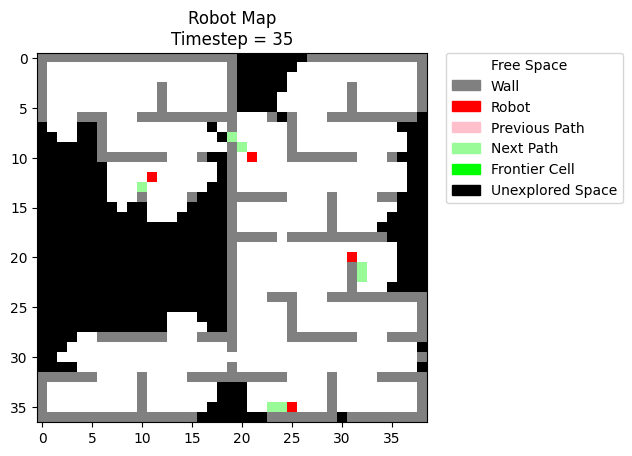 Robot Map
Timestep = 35
Free Space
Wall
Robot
Previous Path
Next Path
Frontier Cell
Unexplored Space
0
5
10
15
20
25
30
35
0
5
10
15
20
25
30
35